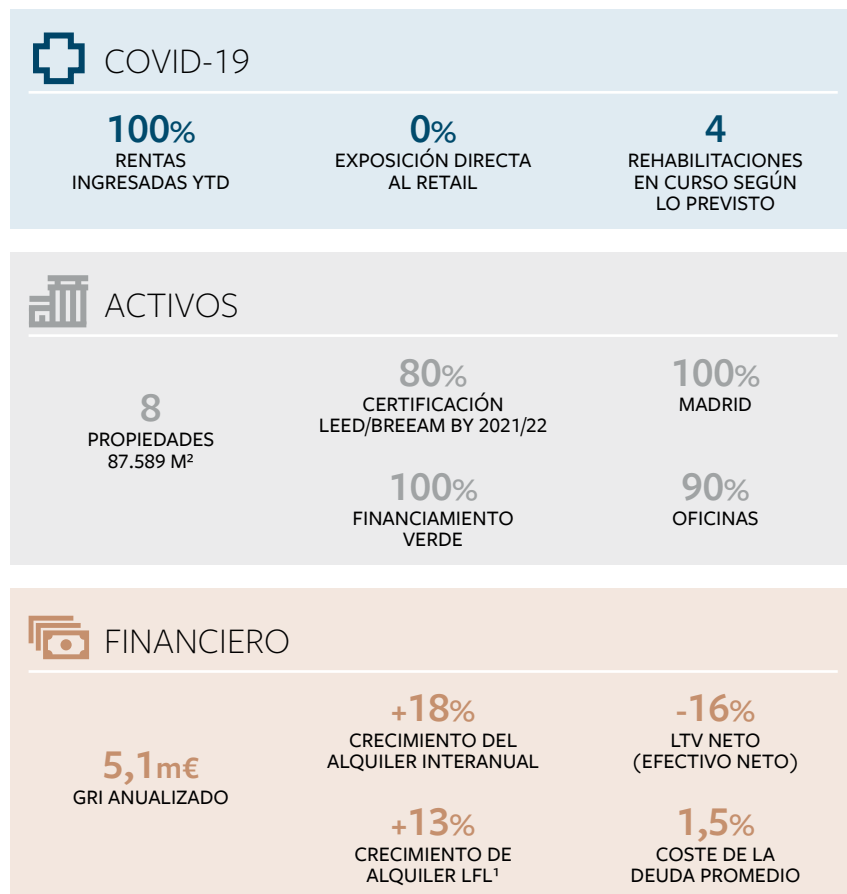 COVID-19
100%
RENTAS
INGRESADAS YTD
0%
EXPOSICIÓN DIRECTA
AL RETAIL
4
REHABILITACIONES
EN CURSO SEGÚN
LO PREVISTO
ACTIVOS
8
PROPIEDADES
87.589 M²
80%
CERTIFICACIÓN
LEED/BREEAM BY 2021/22
100%
MADRID
100%
FINANCIAMIENTO
VERDE
90%
OFICINAS
FINANCIERO
5,1m€
GRI ANUALIZADO
+18%
CRECIMIENTO DEL
ALQUILER INTERANUAL
-16%
LTV NETO
(EFECTIVO NETO)
+13%
CRECIMIENTO DE
ALQUILER LFL¹
1,5%
COSTE DE LA
DEUDA PROMEDIO